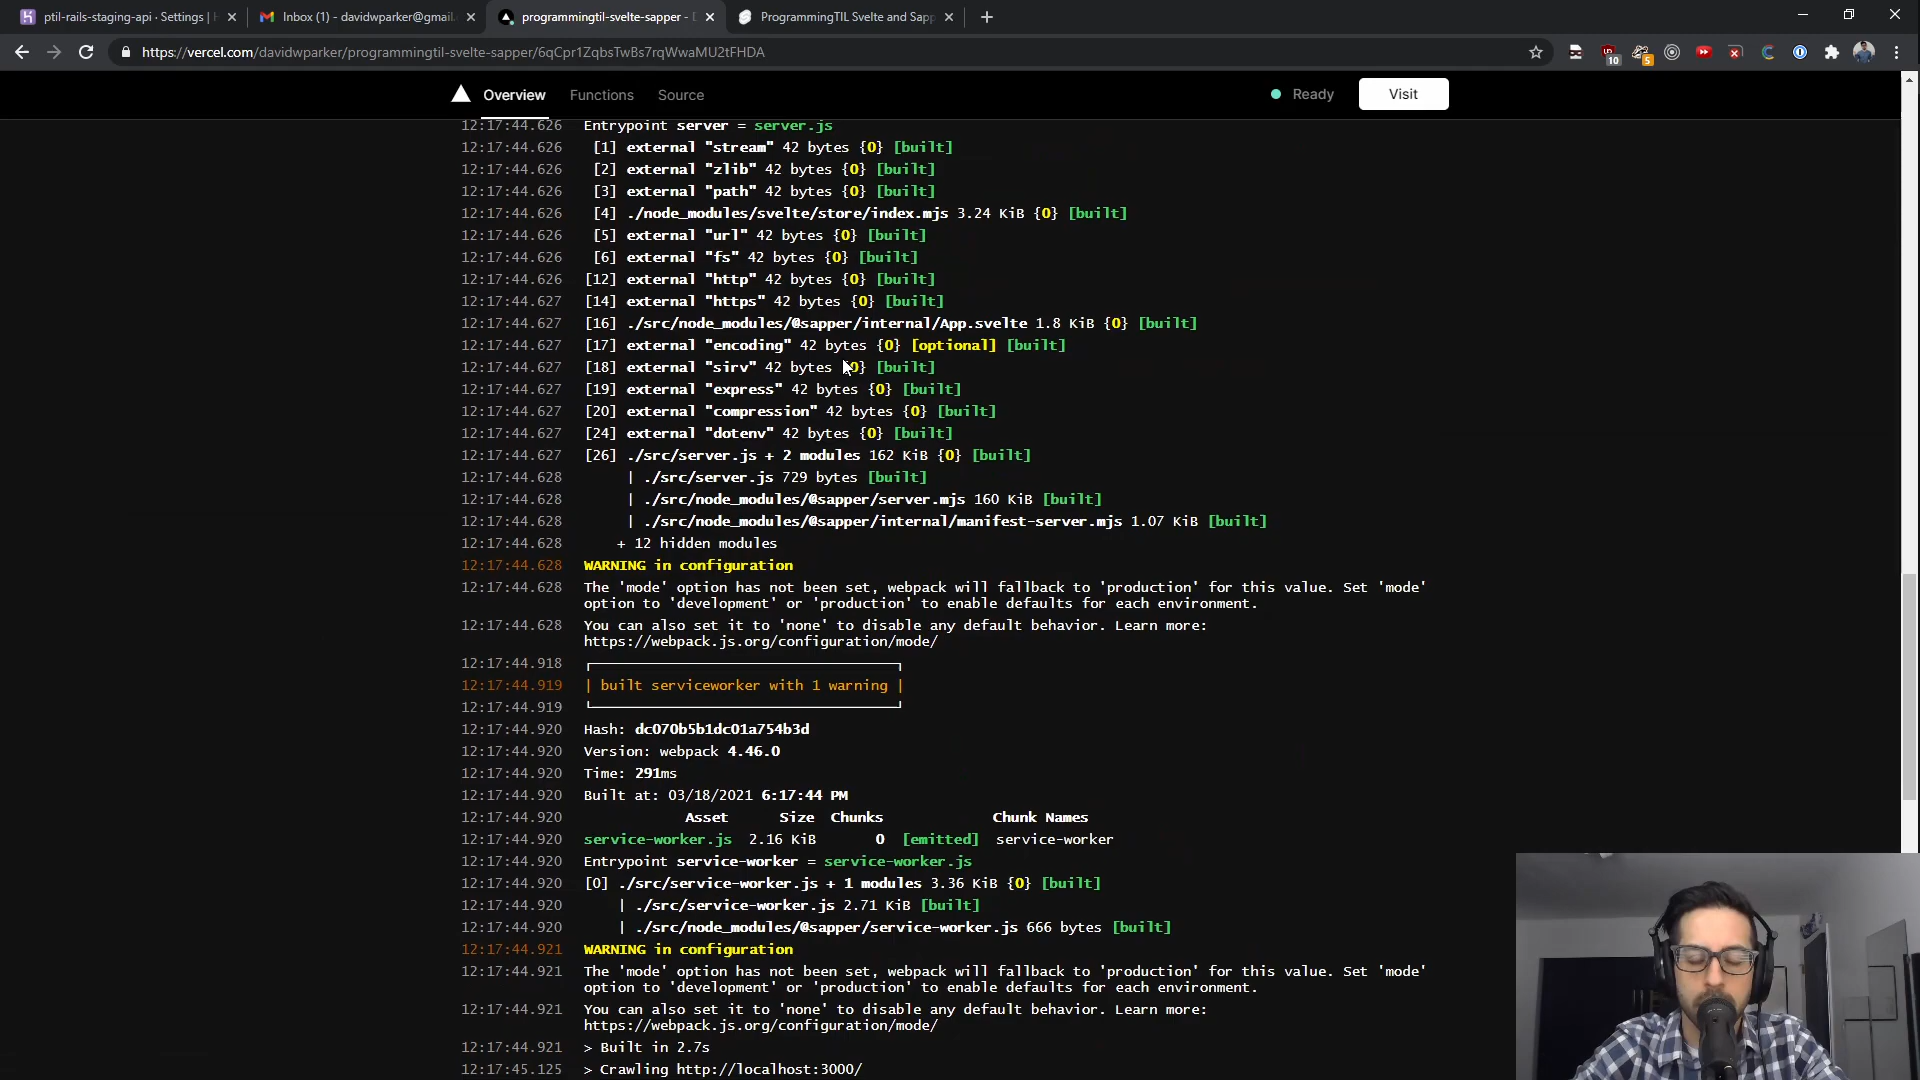 ptil-rails-staging-api · Settings | H
Inbox (1) - davidwparker@gmail.
programmingtil-svelte-sapper - D
ProgrammingTIL Svelte and Sapp
https://vercel.com/davidwparker/programmingtil-svelte-sapper/6qCpr1ZqbsTwBs7rqWwaMU2tFHDA
10
5
Overview
Functions
Source
Ready
Visit
12:17:44.626 Entrypoint server = server.js
12:17:44.626 [1] external "stream" 42 bytes {0} [built]
12:17:44.626 [2] external "zlib" 42 bytes {0} [built]
12:17:44.626 [3] external "path" 42 bytes {0} [built]
12:17:44.626 [4] ./node_modules/svelte/store/index.mjs 3.24 KiB {0} [built]
12:17:44.626 [5] external "url" 42 bytes {0} [built]
12:17:44.626 [6] external "fs" 42 bytes {0} [built]
12:17:44.626 [12] external "http" 42 bytes {0} [built]
12:17:44.627 [14] external "https" 42 bytes {0} [built]
12:17:44.627 [16] ./src/node_modules/@sapper/internal/App.svelte 1.8 KiB {0} [built]
12:17:44.627 [17] external "encoding" 42 bytes {0} [optional] [built]
12:17:44.627 [18] external "sirv" 42 bytes {0} [built]
12:17:44.627 [19] external "express" 42 bytes {0} [built]
12:17:44.627 [20] external "compression" 42 bytes {0} [built]
12:17:44.627 [24] external "dotenv" 42 bytes {0} [built]
12:17:44.627 [26] ./src/server.js + 2 modules 162 KiB {0} [built]
12:17:44.628 | ./src/server.js 729 bytes [built]
12:17:44.628 | ./src/node_modules/@sapper/server.mjs 160 KiB [built]
12:17:44.628 | ./src/node_modules/@sapper/internal/manifest-server.mjs 1.07 KiB [built]
12:17:44.628 + 12 hidden modules
12:17:44.628 WARNING in configuration
12:17:44.628 The 'mode' option has not been set, webpack will fallback to 'production' for this value. Set 'mode'
option to 'development' or 'production' to enable defaults for each environment.
12:17:44.628 You can also set it to 'none' to disable any default behavior. Learn more:
https://webpack.js.org/configuration/mode/
12:17:44.918
12:17:44.919 | built serviceworker with 1 warning |
12:17:44.919
12:17:44.920 Hash: dc070b5b1dc01a754b3d
12:17:44.920 Version: webpack 4.46.0
12:17:44.920 Time: 291ms
12:17:44.920 Built at: 03/18/2021 6:17:44 PM
12:17:44.920 Asset Size Chunks Chunk Names
12:17:44.920 service-worker.js 2.16 KiB 0 [emitted] service-worker
12:17:44.920 Entrypoint service-worker = service-worker.js
12:17:44.920 [0] ./src/service-worker.js + 1 modules 3.36 KiB {0} [built]
12:17:44.920 | ./src/service-worker.js 2.71 KiB [built]
12:17:44.920 | ./src/node_modules/@sapper/service-worker.js 666 bytes [built]
12:17:44.921 WARNING in configuration
12:17:44.921 The 'mode' option has not been set, webpack will fallback to 'production' for this value. Set 'mode'
option to 'development' or 'production' to enable defaults for each environment.
12:17:44.921 You can also set it to 'none' to disable any default behavior. Learn more:
https://webpack.js.org/configuration/mode/
12:17:44.921 > Built in 2.7s
12:17:45.125 > Crawling http://localhost:3000/